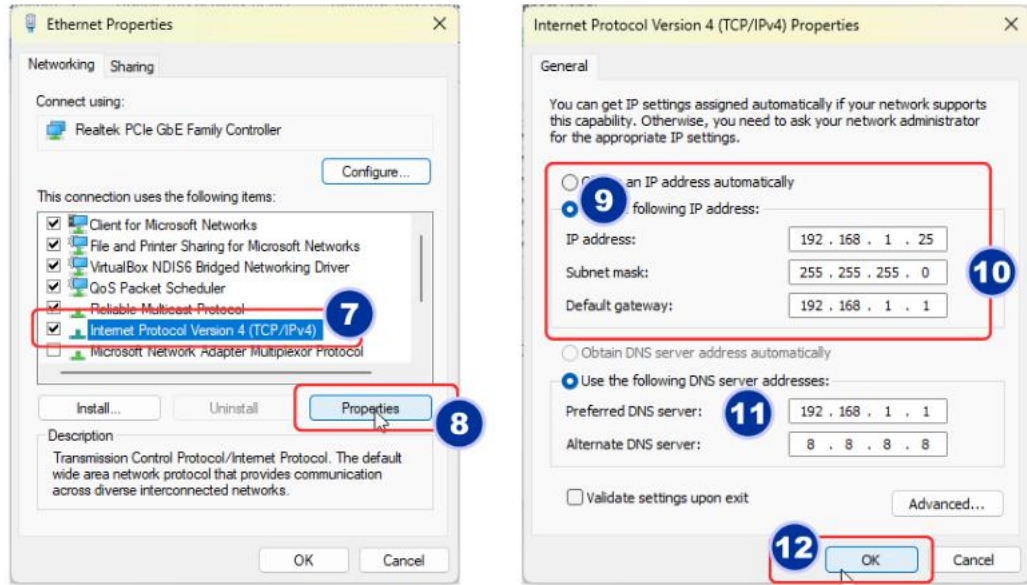 Ethernet Properties
Networking
Sharing
Connect using:
Realtek PCIe GbE Family Controller
Configure...
This connection uses the following items:
Client for Microsoft Networks
File and Printer Sharing for Microsoft Networks
VirtualBox NDIS6 Bridged Networking Driver
QoS Packet Scheduler
Reliable Multicast Protocol
Internet Protocol Version 4 (TCP/IPv4)
7
Microsoft Network Adapter Multiplexor Protocol
Install...
Uninstall
Properties
8
Description
Transmission Control Protocol/Internet Protocol. The default
wide area network protocol that provides communication
across diverse interconnected networks.
OK
Cancel
Internet Protocol Version 4 (TCP/IPv4) Properties
General
You can get IP settings assigned automatically if your network supports
this capability. Otherwise, you need to ask your network administrator
for the appropriate IP settings.
an IP address automatically
9
following IP address:
IP address:
192 . 168 . 1 . 25
Subnet mask:
255 . 255 . 255 . 0
10
Default gateway:
192 . 168 . 1 . 1
Obtain DNS server address automatically
Use the following DNS server addresses:
Preferred DNS server:
11
192 . 168 . 1 . 1
Alternate DNS server:
8 . 8 . 8 . 8
Validate settings upon exit
Advanced...
12
OK
Cancel